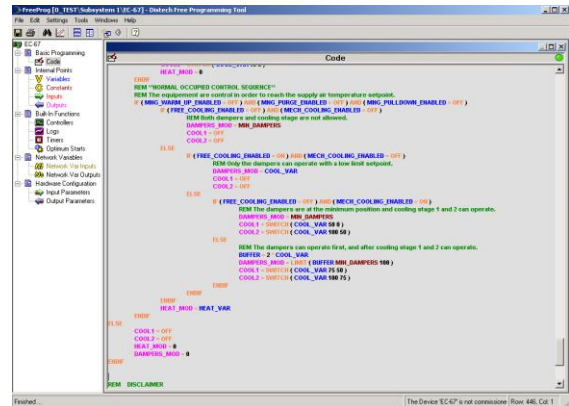 FreeProg [D_TEST\Subsystem 1\EC-67] - Distech Free Programming Tool
File Edit Settings Tools Windows Help
EC-67
Basic Programming
Code
Internal Points
Variables
Constants
Inputs
Outputs
Built-In Functions
Controllers
Logs
Timers
Optimum Starts
Network Variables
Network Var Inputs
Network Var Outputs
Hardware Configuration
Input Parameters
Output Parameters
Code
HEAT_MOD = 0
ENDIF
REM **NORMAL OCCUPIED CONTROL SEQUENCE**
REM The equipement are control in order to reach the supply air temperature setpoint.
IF ( MNG_WARM_UP_ENABLED = OFF ) AND ( MNG_PURGE_ENABLED = OFF ) AND ( MNG_PULLDOWN_ENABLED = OFF )
IF ( FREE_COOLING_ENABLED = OFF ) AND ( MECH_COOLING_ENABLED = OFF )
REM Both dampers and cooling stage are not allowed.
DAMPERS_MOD = MIN_DAMPERS
COOL1 = OFF
COOL2 = OFF
ELSE
IF ( FREE_COOLING_ENABLED = ON ) AND ( MECH_COOLING_ENABLED = OFF )
REM Only the dampers can operate with a low limit setpoint.
DAMPERS_MOD = COOL_VAR
COOL1 = OFF
COOL2 = OFF
ELSE
IF ( FREE_COOLING_ENABLED = OFF ) AND ( MECH_COOLING_ENABLED = ON )
REM The dampers are at the minimum position and cooling stage 1 and 2 can operate.
DAMPERS_MOD = MIN_DAMPERS
COOL1 = SWITCH ( COOL_VAR 50 0 )
COOL2 = SWITCH ( COOL_VAR 100 50 )
ELSE
REM The dampers can operate first, and after cooling stage 1 and 2 can operate.
BUFFER = 2 * COOL_VAR
DAMPERS_MOD = LIMIT ( BUFFER MIN_DAMPERS 100 )
COOL1 = SWITCH ( COOL_VAR 75 50 )
COOL2 = SWITCH ( COOL_VAR 100 75 )
ENDIF
ENDIF
ENDIF
HEAT_MOD = HEAT_VAR
ENDIF
ELSE
COOL1 = OFF
COOL2 = OFF
HEAT_MOD = 0
DAMPERS_MOD = 0
ENDIF
REM DISCLAIMER
Finished...
The Device 'EC-67' is not commissione Row: 446, Col: 1